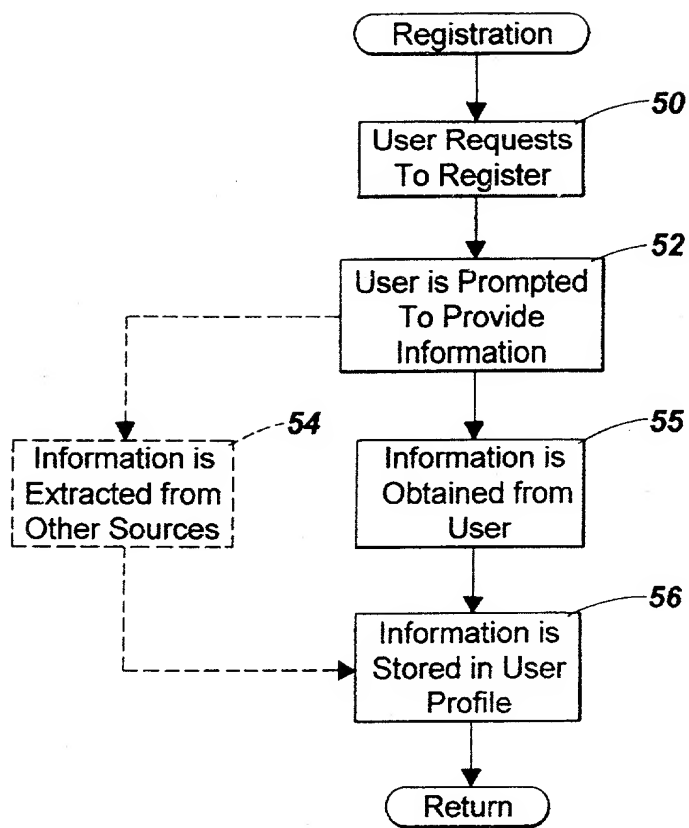 Registration
50
User Requests
To Register
52
User is Prompted
To Provide
Information
54
Information is
Extracted from
Other Sources
55
Information is
Obtained from
User
56
Information is
Stored in User
Profile
Return